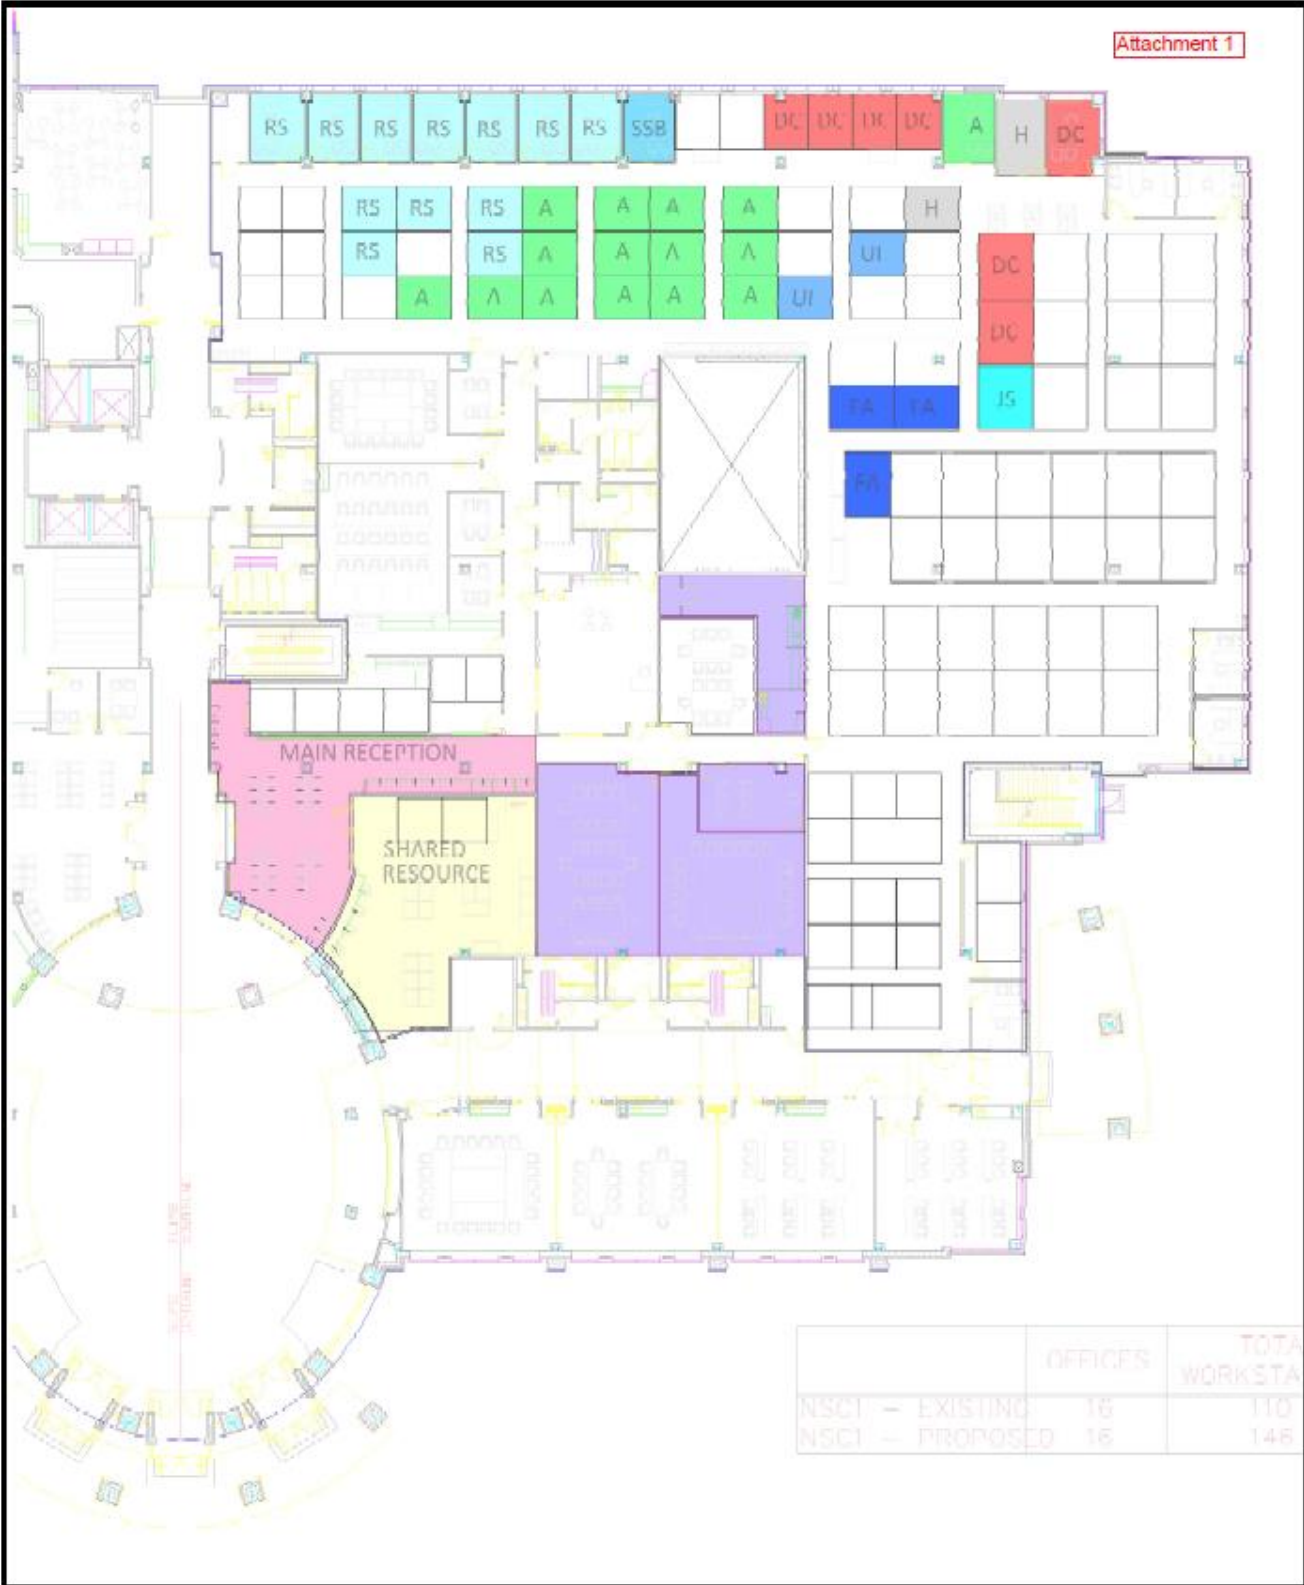 Attachment 1
RS RS RS RS RS RS RS SSB DC DC DC DC A H DC
RS RS RS A A A A H
RS RS A A A A UI DC
A A A A A A UI DC
FA FA JS
FA
MAIN RECEPTION
SHARED
RESOURCE
OFFICES TOTA
WORKSTA
NSC1 - EXISTING 16 110
NSC1 - PROPOSED 16 146